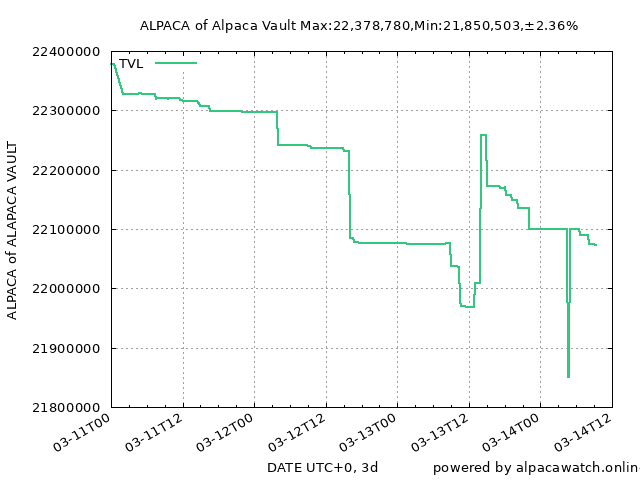 ALPACA of Alpaca Vault Max:22,378,780,Min:21,850,503,±2.36%
TVL
22400000
22300000
22200000
22100000
22000000
21900000
21800000
ALPACA of ALAPACA VAULT
03-11T00
03-11T12
03-12T00
03-12T12
03-13T00
03-13T12
03-14T00
03-14T12
DATE UTC+0, 3d
powered by alpacawatch.onlin